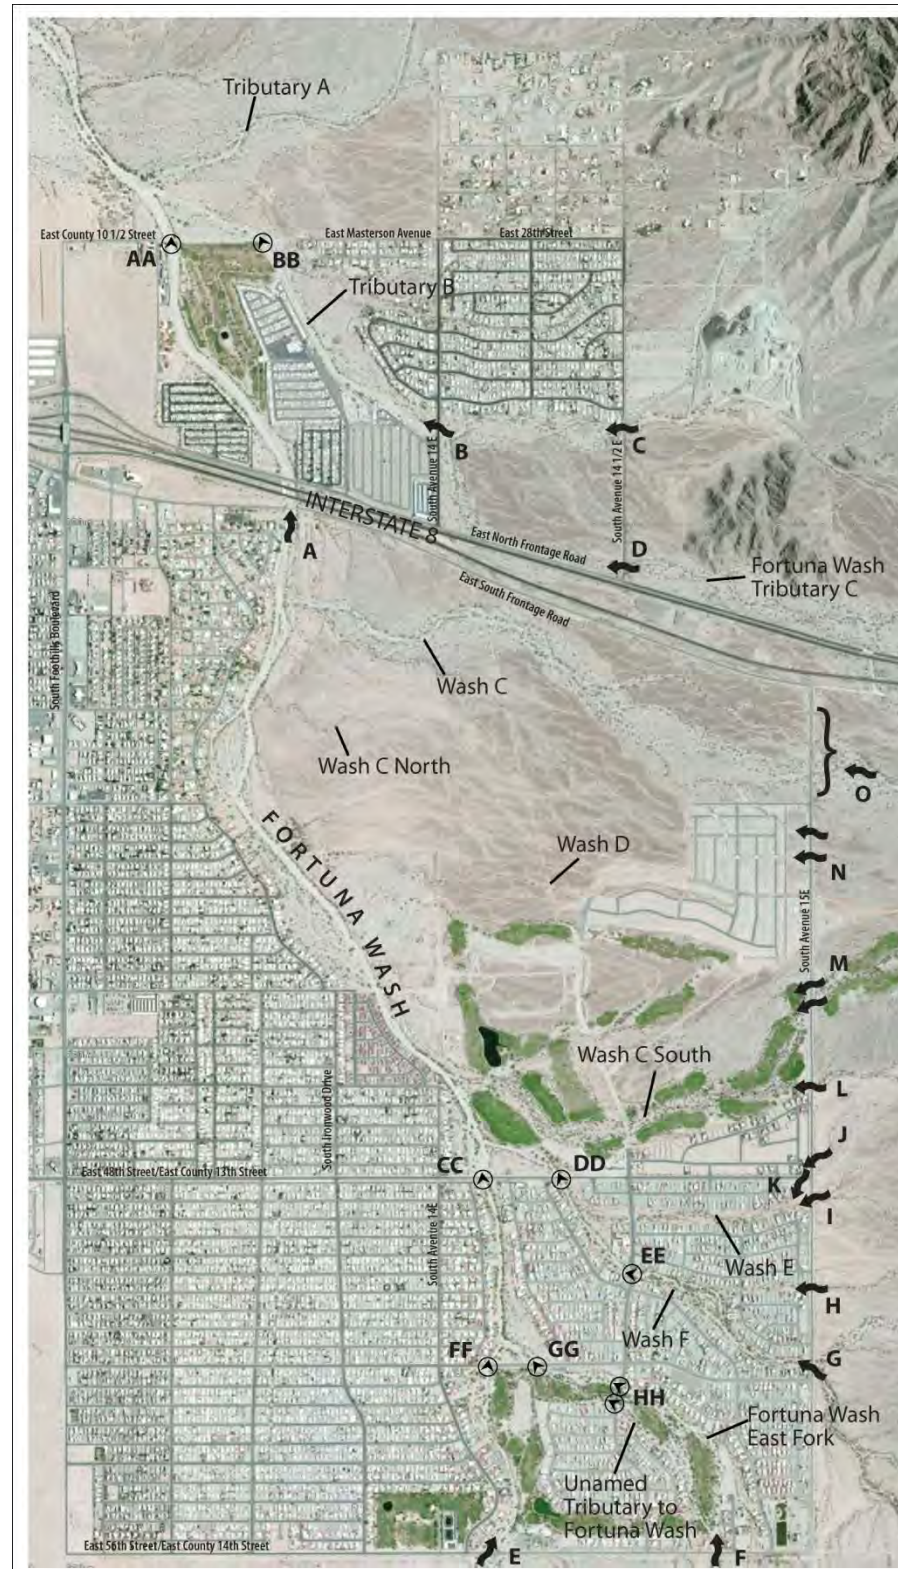 Tributary A
East County 10 1/2 Street
East Masterson Avenue
East 28th Street
AA
BB
Tributary B
B
C
South Avenue 14 E
South Avenue 14 1/2 E
INTERSTATE 8
A
East North Frontage Road
D
East South Frontage Road
Fortuna Wash
Tributary C
South Foothills Boulevard
Wash C
Wash C North
O
FORTUNA WASH
Wash D
N
South Avenue 15E
M
Wash C South
L
South Ironwood Drive
J
East 48th Street/East County 13th Street
CC
DD
K
I
South Avenue 14E
EE
Wash E
H
Wash F
FF
GG
G
HH
Fortuna Wash
East Fork
Unamed
Tributary to
Fortuna Wash
East 56th Street/East County 14th Street
E
F